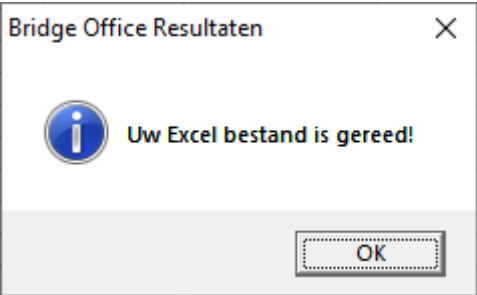 Bridge Office Resultaten
Uw Excel bestand is gereed!
OK